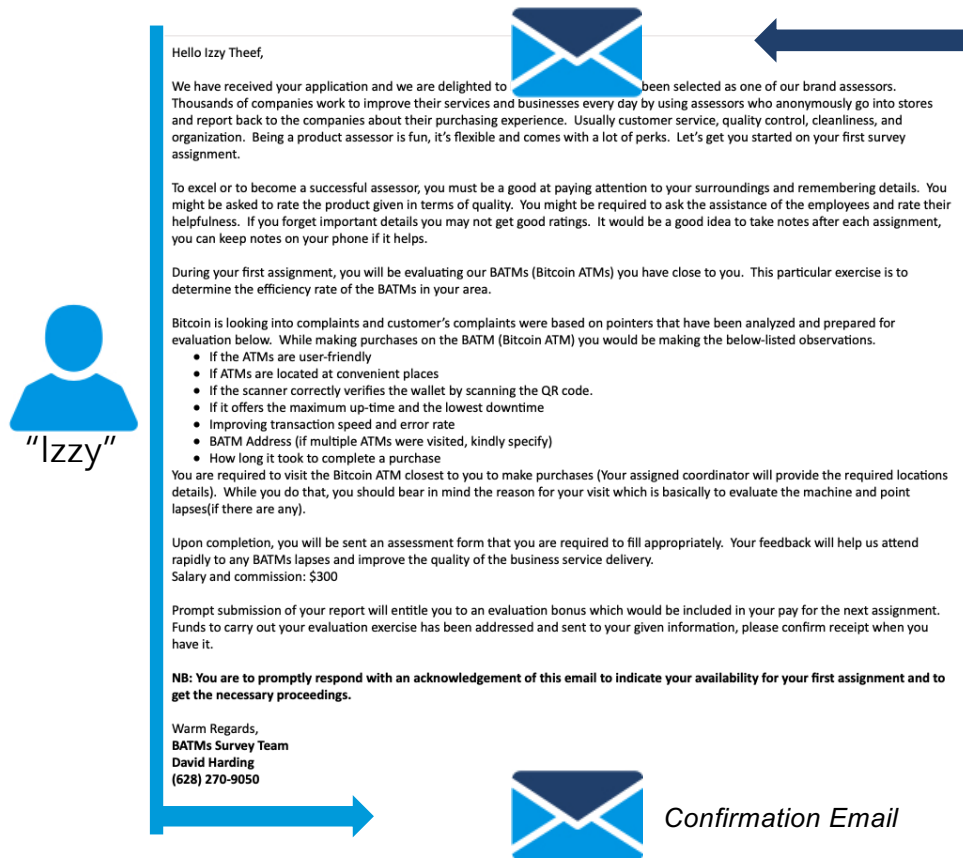 Hello Izzy Theef,
We have received your application and we are delighted to been selected as one of our brand assessors.
Thousands of companies work to improve their services and businesses every day by using assessors who anonymously go into stores
and report back to the companies about their purchasing experience. Usually customer service, quality control, cleanliness, and
organization. Being a product assessor is fun, it's flexible and comes with a lot of perks. Let's get you started on your first survey
assignment.
To excel or to become a successful assessor, you must be a good at paying attention to your surroundings and remembering details. You
might be asked to rate the product given in terms of quality. You might be required to ask the assistance of the employees and rate their
helpfulness. If you forget important details you may not get good ratings. It would be a good idea to take notes after each assignment,
you can keep notes on your phone if it helps.
During your first assignment, you will be evaluating our BATMs (Bitcoin ATMs) you have close to you. This particular exercise is to
determine the efficiency rate of the BATMs in your area.
Bitcoin is looking into complaints and customer's complaints were based on pointers that have been analyzed and prepared for
evaluation below. While making purchases on the BATM (Bitcoin ATM) you would be making the below-listed observations.
• If the ATMs are user-friendly
• If ATMs are located at convenient places
• If the scanner correctly verifies the wallet by scanning the QR code.
• If it offers the maximum up-time and the lowest downtime
• Improving transaction speed and error rate
• BATM Address (if multiple ATMs were visited, kindly specify)
• How long it took to complete a purchase
You are required to visit the Bitcoin ATM closest to you to make purchases (Your assigned coordinator will provide the required locations
details). While you do that, you should bear in mind the reason for your visit which is basically to evaluate the machine and point
lapses(if there are any).
Upon completion, you will be sent an assessment form that you are required to fill appropriately. Your feedback will help us attend
rapidly to any BATMs lapses and improve the quality of the business service delivery.
Salary and commission: $300
Prompt submission of your report will entitle you to an evaluation bonus which would be included in your pay for the next assignment.
Funds to carry out your evaluation exercise has been addressed and sent to your given information, please confirm receipt when you
have it.
NB: You are to promptly respond with an acknowledgement of this email to indicate your availability for your first assignment and to
get the necessary proceedings.
Warm Regards,
BATMs Survey Team
David Harding
(628) 270-9050
"Izzy"
Confirmation Email